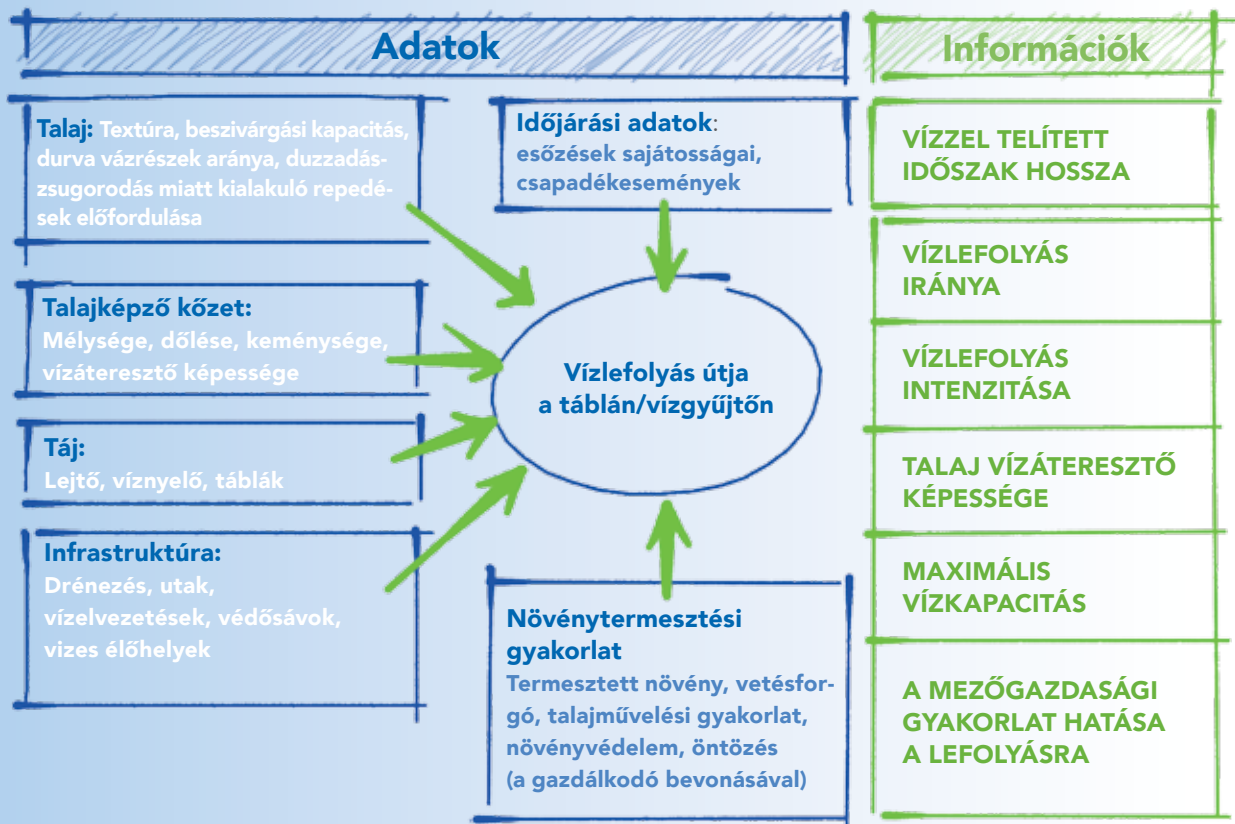 Adatok
Talaj: Textúra, beszivárgási kapacitás,
durva vázrészek aránya, duzzadás-
zsugorodás miatt kialakuló repedé-
sek előfordulása
Talajképző kőzet:
Mélysége, dőlése, keménysége,
vízáteresztő képessége
Táj:
Lejtő, víznyelő, táblák
Infrastruktúra:
Drénezés, utak,
vízelvezetések, védősávok,
vizes élőhelyek
Időjárási adatok:
esőzések sajátosságai,
csapadékesemények
Vízlefolyás útja
a táblán/vízgyűjtőn
Növénytermesztési
gyakorlat
Termesztett növény, vetésfor-
gó, talajművelési gyakorlat,
növényvédelem, öntözés
(a gazdálkodó bevonásával)
Információk
VÍZZEL TELÍTETT
IDŐSZAK HOSSZA
VÍZLEFOLYÁS
IRÁNYA
VÍZLEFOLYÁS
INTENZITÁSA
TALAJ VÍZÁTERESZTŐ
KÉPESSÉGE
MAXIMÁLIS
VÍZKAPACITÁS
A MEZŐGAZDASÁGI
GYAKORLAT HATÁSA
A LEFOLYÁSRA